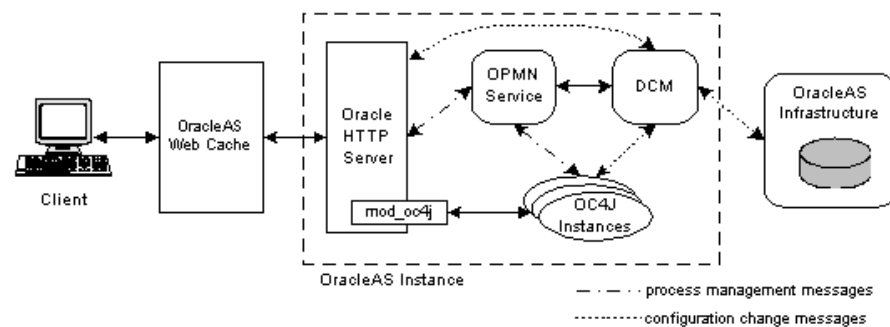 Client
OracleAS
Web Cache
Oracle
HTTP
Server
mod_oc4j
OPMN
Service
DCM
OC4J
Instances
OracleAS Instance
OracleAS
Infrastructure
process management messages
configuration change messages